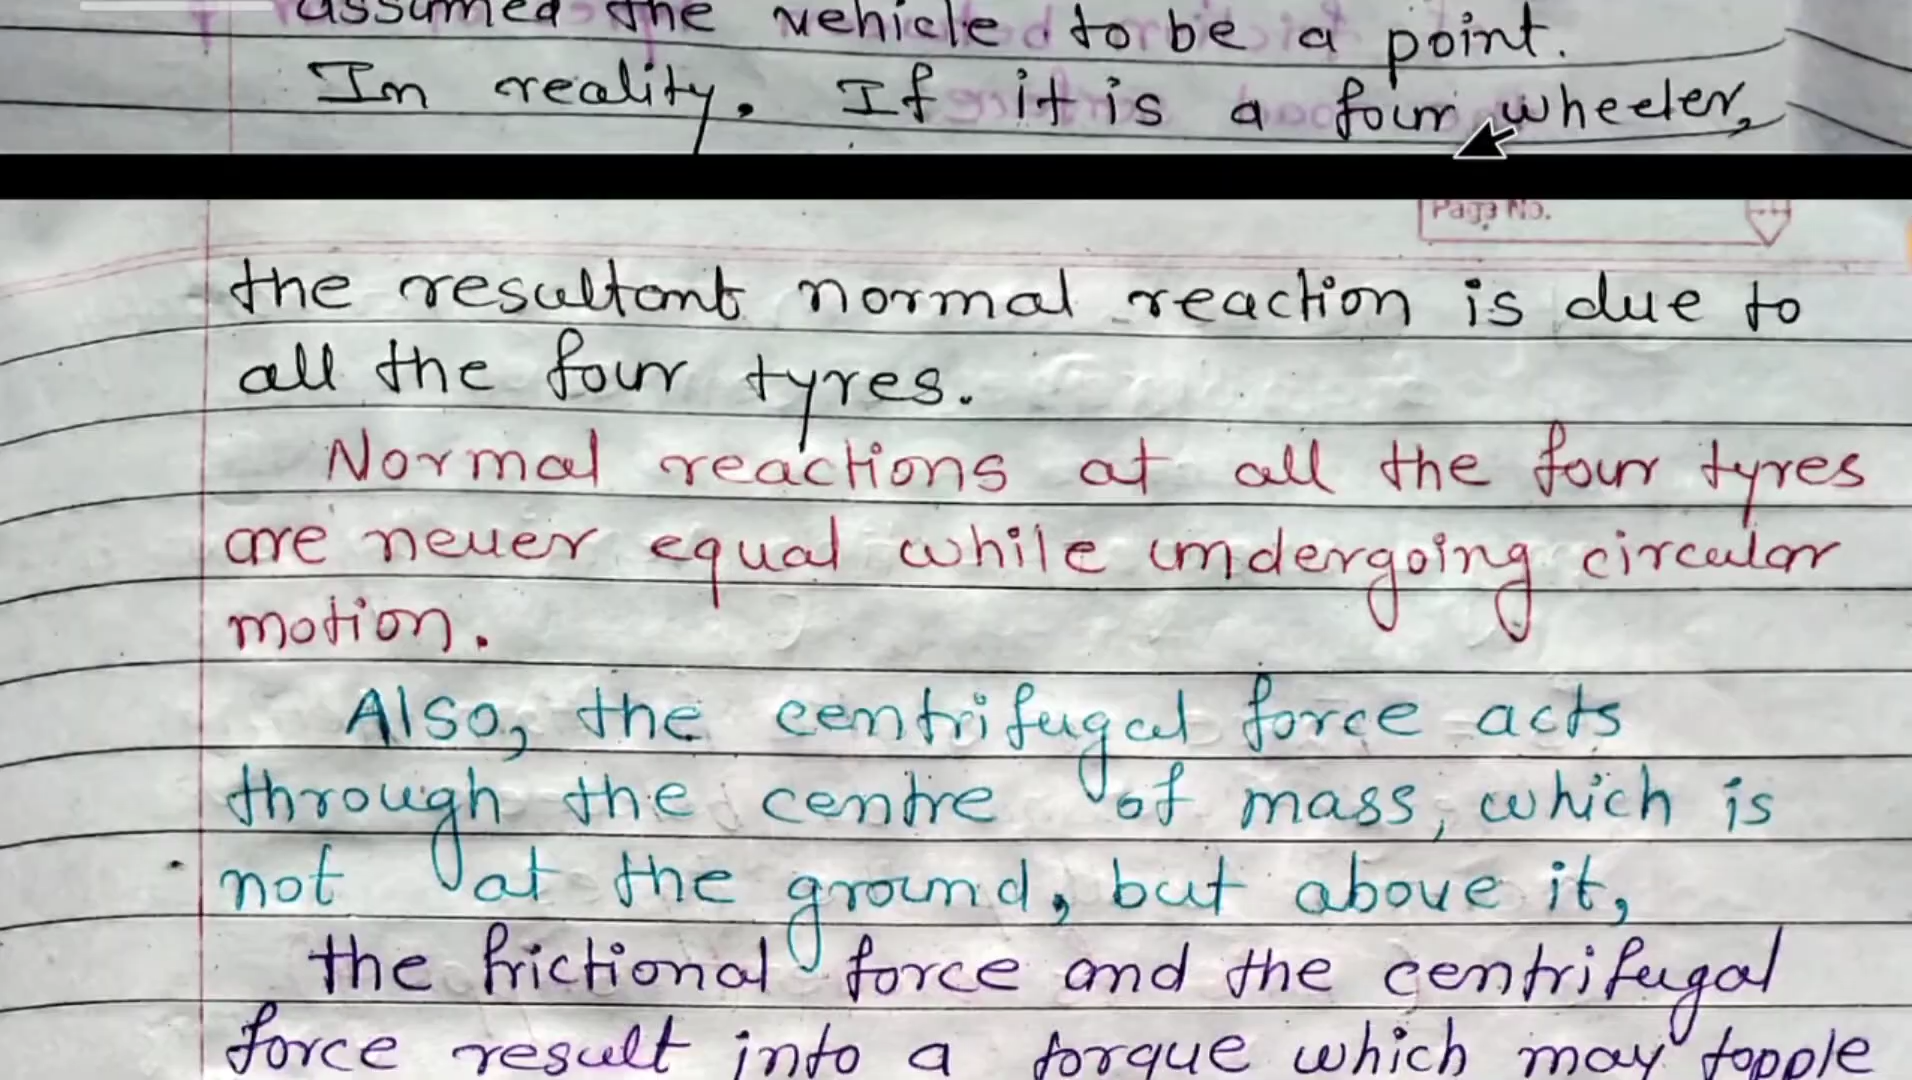 assumed the vehicle to be a point.
In reality. If it is a four wheeler,
Page No.
the resultant normal reaction is due to
all the four tyres.
Normal reactions at all the four tyres
are never equal while undergoing circular
motion.
Also, the centrifugal force acts
through the centre of mass, which is
not at the ground, but above it,
the frictional force and the centrifugal
force result into a torque which may topple